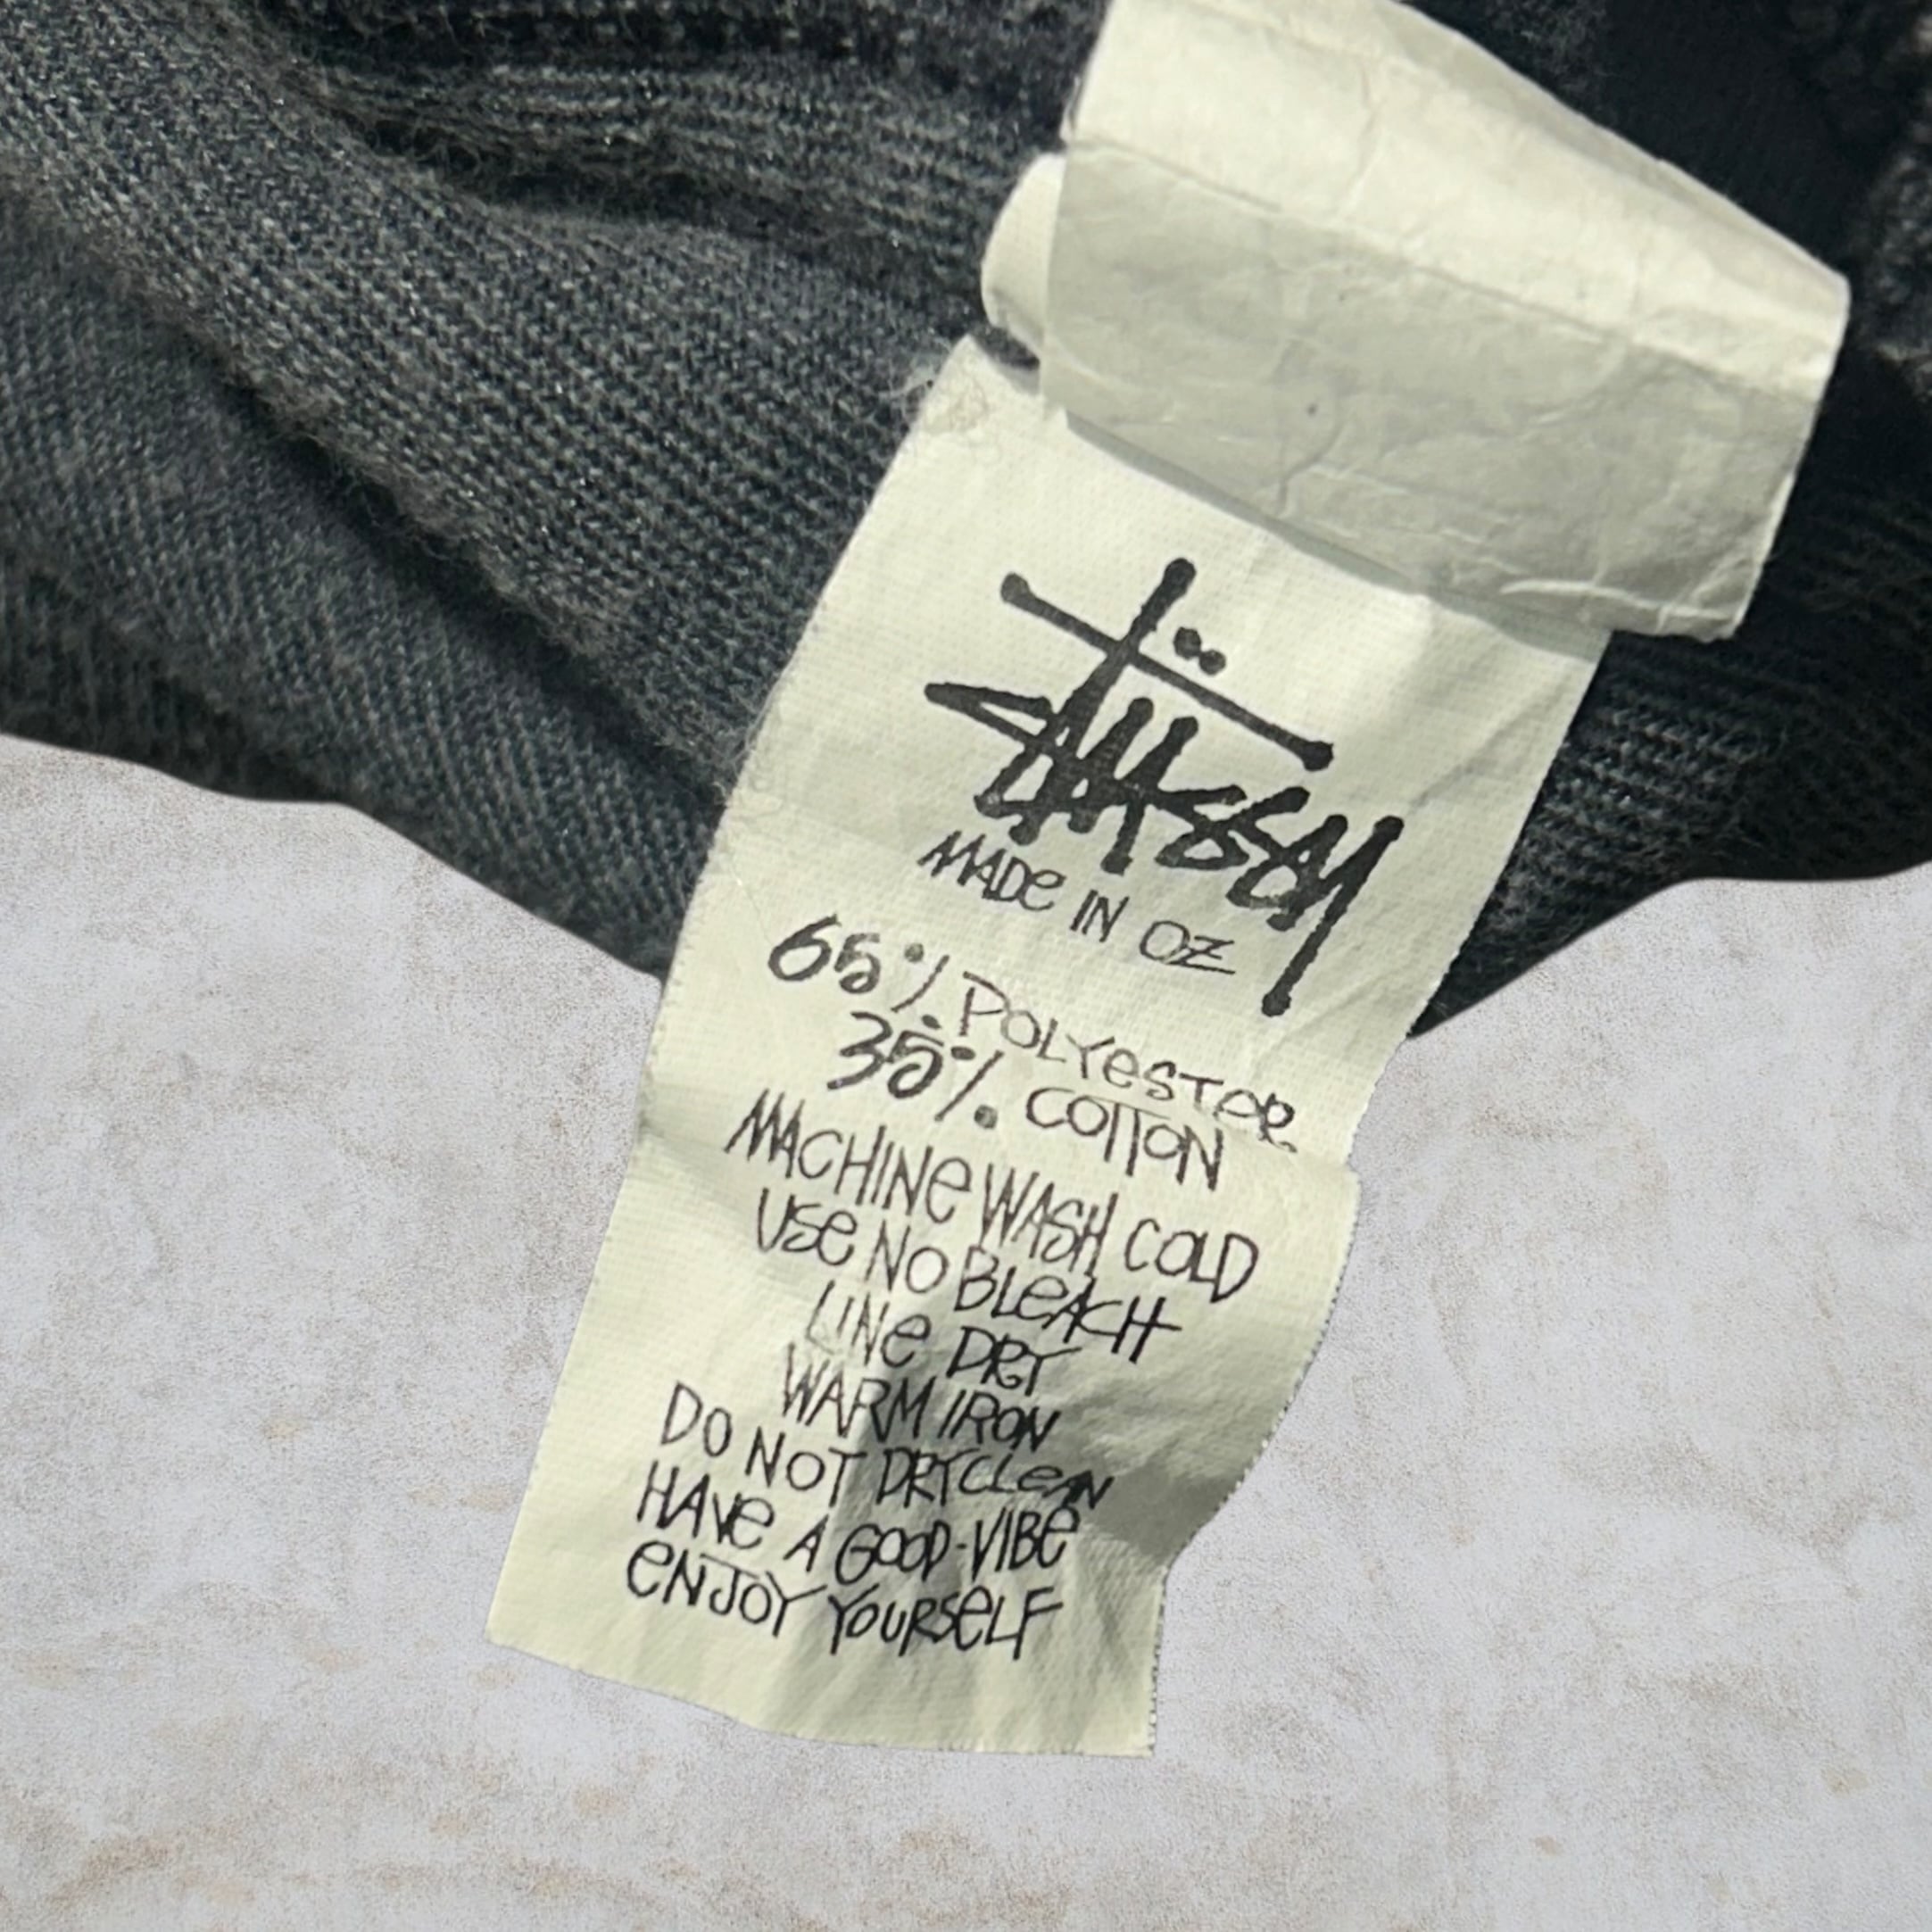 Stüssy
MADe IN OZ
65% POLYeSTeR
35% COTTON
MACHINe WASH COLD
USe NO BLeACH
LINe DRY
WARM IRON
DO NOT DRYCLeAN
HAVe A GOOD-VIBe
eNJOY YOURSeLF